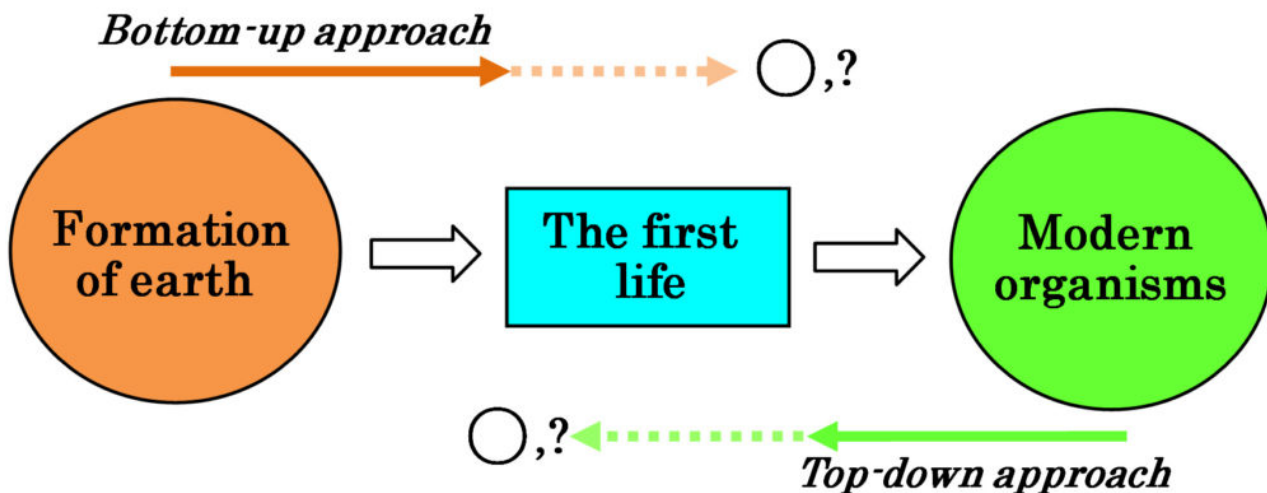 Bottom-up approach
◯,?
Formation
of earth
The first
life
Modern
organisms
◯,?
Top-down approach